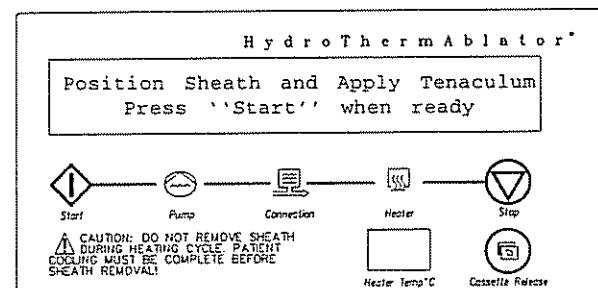 HydroThermAblator®
Position Sheath and Apply Tenaculum
Press ''Start'' when ready
Start Pump Connection Heater Stop
CAUTION: DO NOT REMOVE SHEATH
DURING HEATING CYCLE. PATIENT
COOLING MUST BE COMPLETE BEFORE
SHEATH REMOVAL!
Heater Temp°C Cassette Release